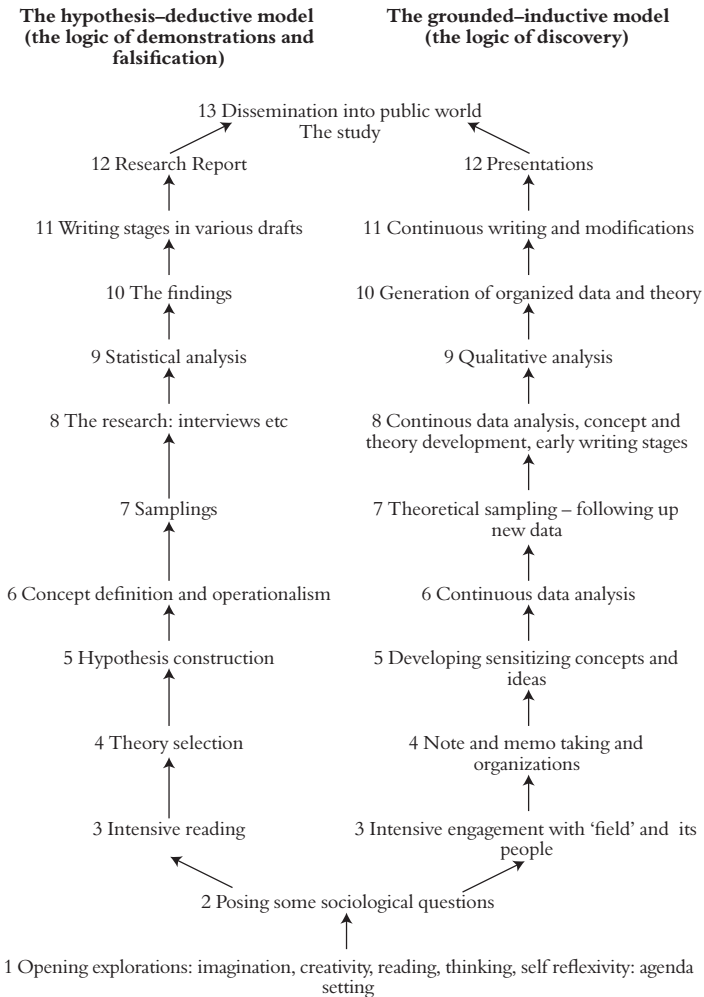 The hypothesis–deductive model
(the logic of demonstrations and
falsification)
The grounded–inductive model
(the logic of discovery)
13 Dissemination into public world
The study
12 Research Report
12 Presentations
11 Writing stages in various drafts
11 Continuous writing and modifications
10 The findings
10 Generation of organized data and theory
9 Statistical analysis
9 Qualitative analysis
8 The research: interviews etc
8 Continous data analysis, concept and
theory development, early writing stages
7 Samplings
7 Theoretical sampling – following up
new data
6 Concept definition and operationalism
6 Continuous data analysis
5 Hypothesis construction
5 Developing sensitizing concepts and
ideas
4 Theory selection
4 Note and memo taking and
organizations
3 Intensive reading
3 Intensive engagement with ‘field’ and its
people
2 Posing some sociological questions
1 Opening explorations: imagination, creativity, reading, thinking, self reflexivity: agenda
setting